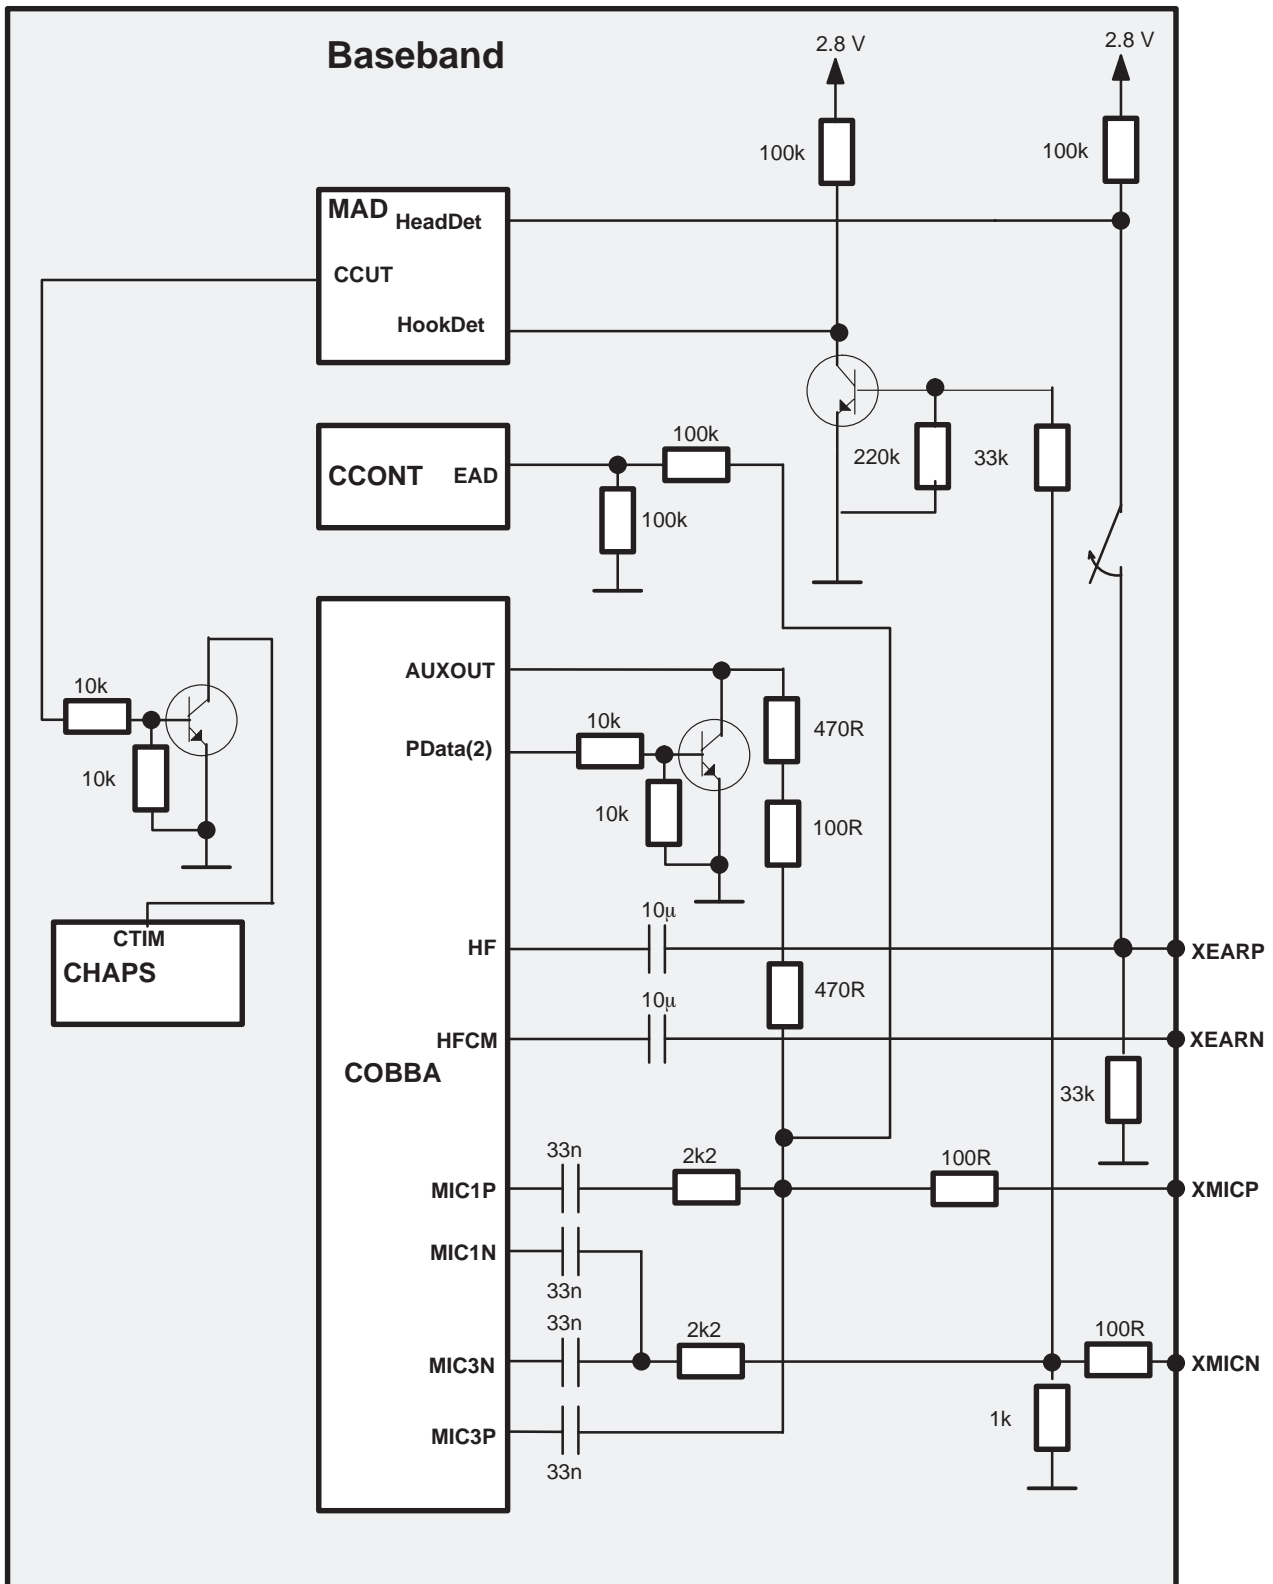 Baseband
2.8 V
2.8 V
100k
100k
MAD
HeadDet
CCUT
HookDet
100k
220k
33k
CCONT
EAD
100k
AUXOUT
10k
10k
470R
PData(2)
10k
10k
100R
10µ
CTIM
HF
XEARP
CHAPS
10µ
470R
HFCM
XEARN
COBBA
33k
33n
2k2
100R
MIC1P
XMICP
MIC1N
33n
33n
2k2
100R
MIC3N
XMICN
1k
MIC3P
33n